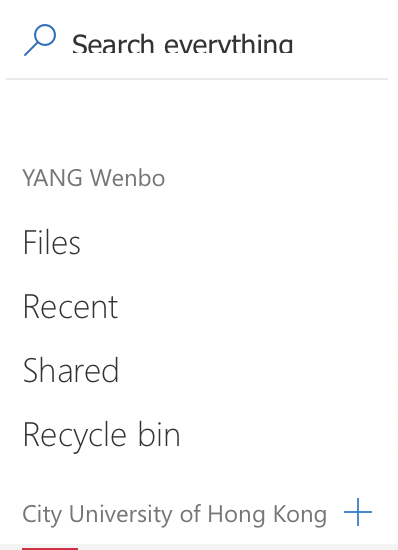 Search everything
YANG Wenbo
Files
Recent
Shared
Recycle bin
City University of Hong Kong